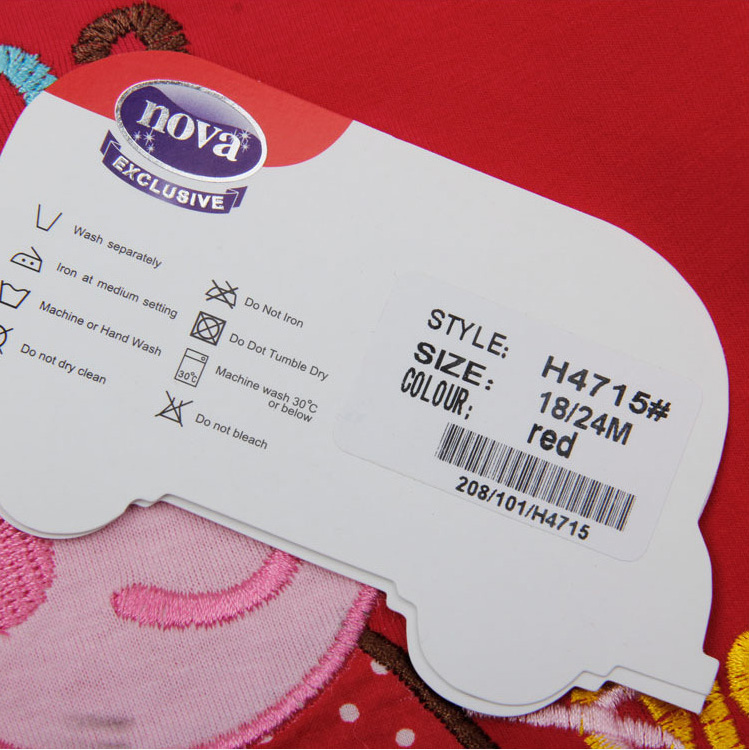 nova
EXCLUSIVE
Wash separately
Iron at medium setting
Machine or Hand Wash
Do not dry clean
Do Not Iron
Do Dot Tumble Dry
30°C
Machine wash 30°C
or below
Do not bleach
STYLE: H4715#
SIZE: 18/24M
COLOUR: red
208/101/H4715